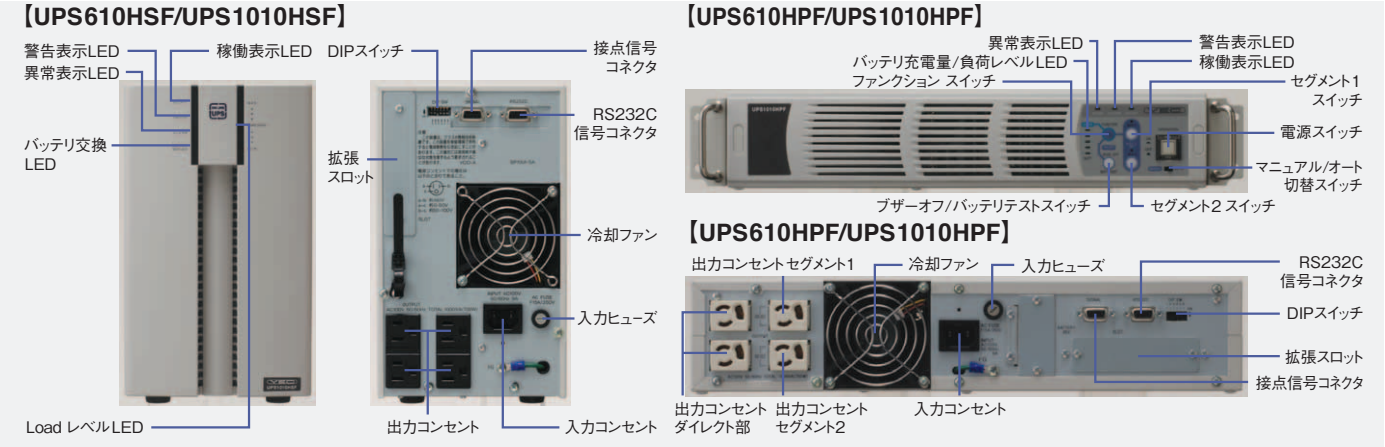 【UPS610HSF/UPS1010HSF】
警告表示LED
稼働表示LED
異常表示LED
バッテリ交換
LED
Load レベルLED
UPS
UPS1010HSF
DIPスイッチ
接点信号
コネクタ
RS232C
信号コネクタ
拡張
スロット
冷却ファン
入力ヒューズ
出力コンセント
入力コンセント
【UPS610HPF/UPS1010HPF】
異常表示LED
警告表示LED
バッテリ充電量/負荷レベルLED
稼働表示LED
ファンクション スイッチ
セグメント1
スイッチ
UPS1010HPF
電源スイッチ
マニュアル/オート
切替スイッチ
ブザーオフ/バッテリテストスイッチ
セグメント2 スイッチ
【UPS610HPF/UPS1010HPF】
出力コンセントセグメント1
冷却ファン
入力ヒューズ
RS232C
信号コネクタ
DIPスイッチ
拡張スロット
接点信号コネクタ
出力コンセント
ダイレクト部
出力コンセント
セグメント2
入力コンセント